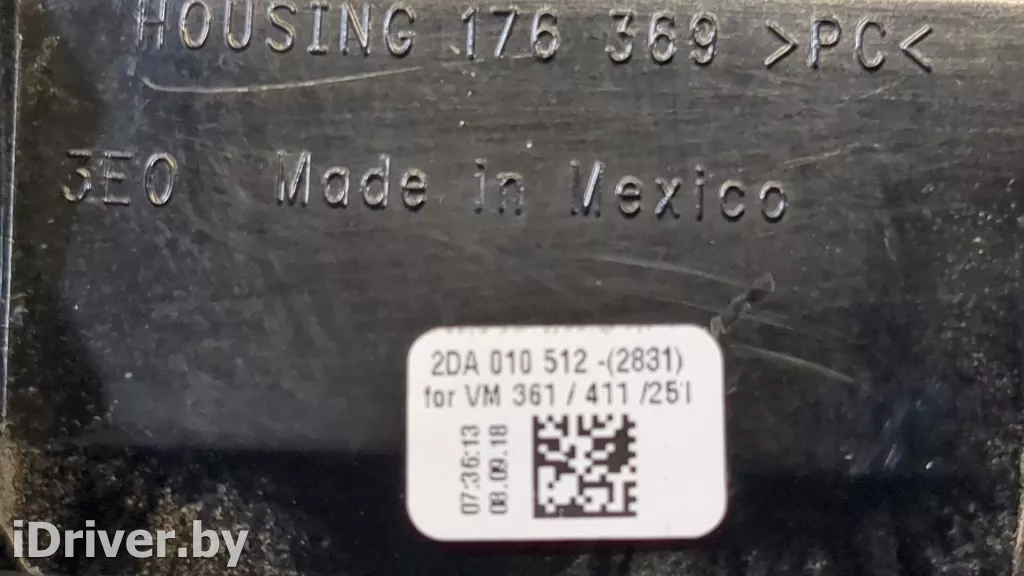 HOUSING 176 369 >PC<
3E0 Made in Mexico
2DA 010 512 -(2831)
for VM 361 / 411 /251
07:36:13
08.09.18
iDriver.by